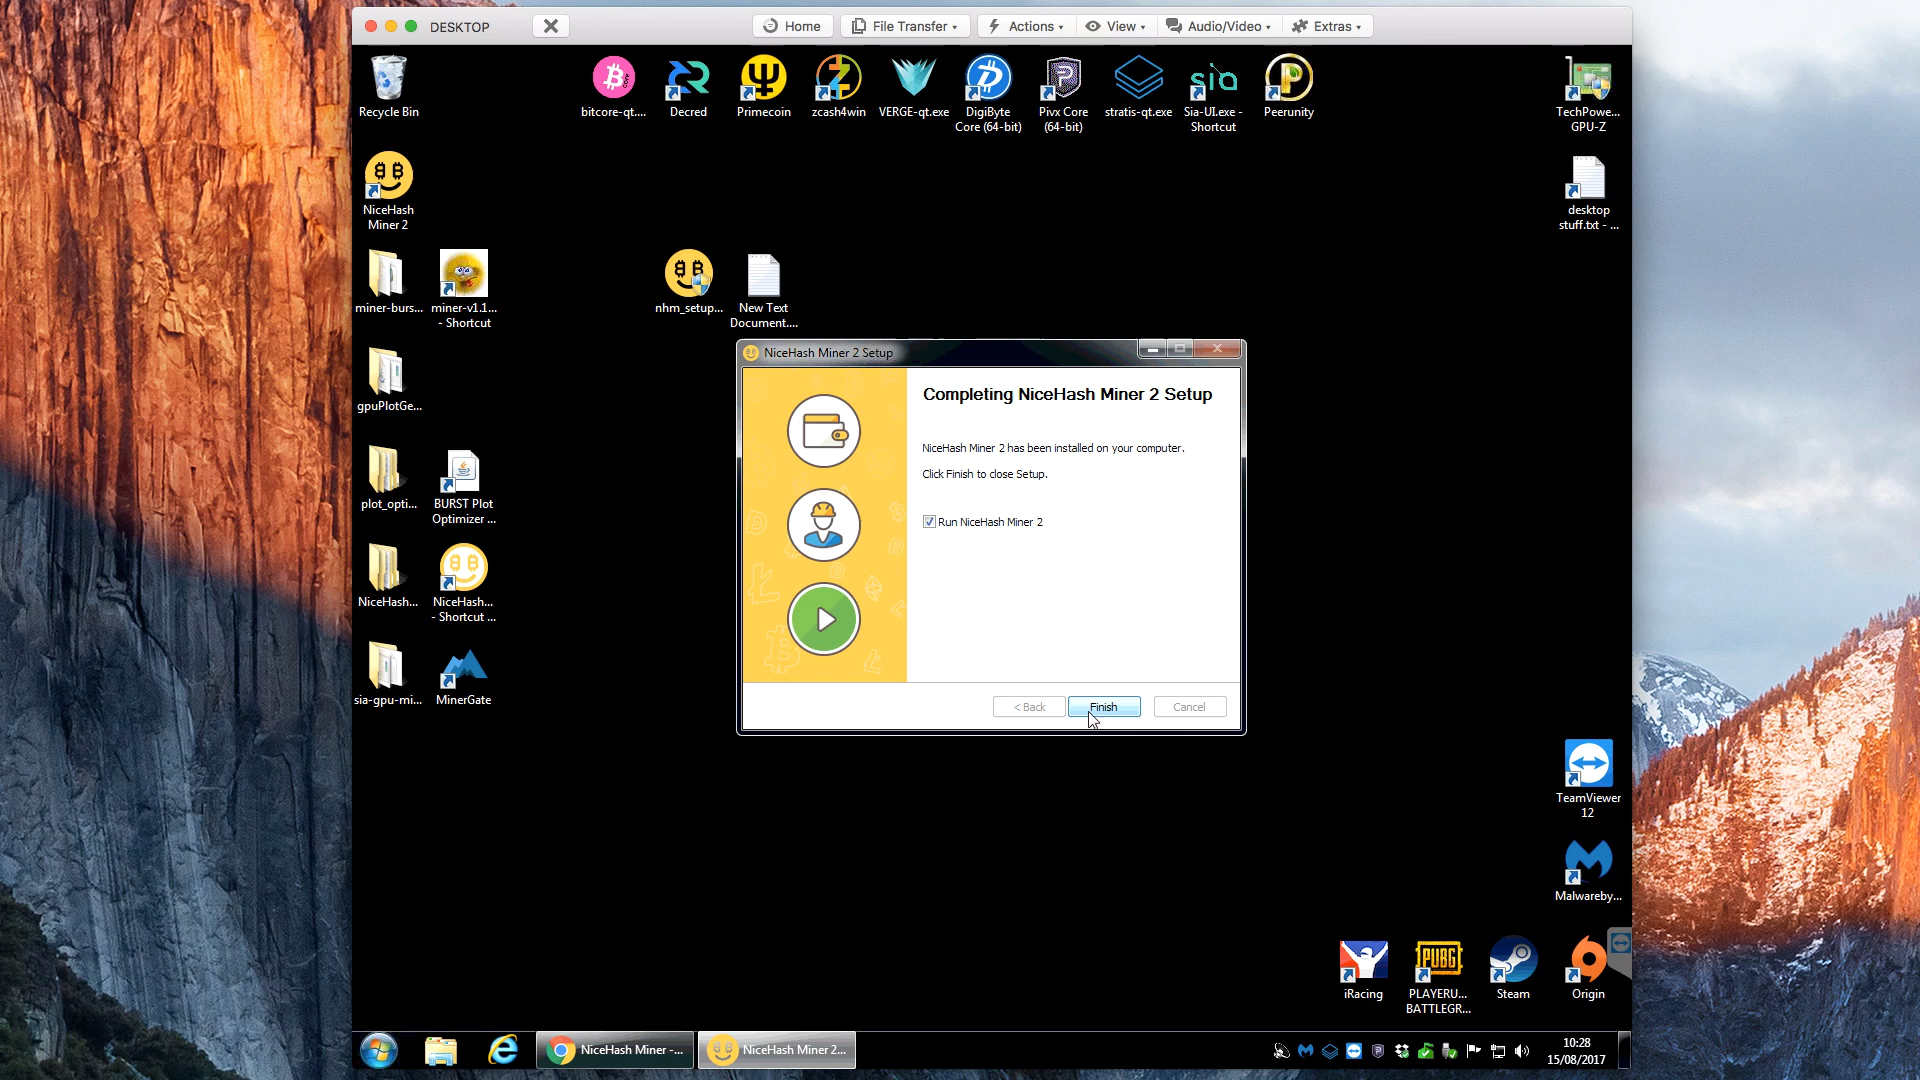 DESKTOP
Home
File Transfer
Actions
View
Audio/Video
Extras
Recycle Bin
bitcore-qt....
Decred
Primecoin
zcash4win
VERGE-qt.exe
DigiByte
Core (64-bit)
Pivx Core
(64-bit)
stratis-qt.exe
Sia-UI.exe -
Shortcut
Peerunity
TechPowe...
GPU-Z
NiceHash
Miner 2
desktop
stuff.txt - ...
miner-burs...
miner-v1.1...
- Shortcut
nhm_setup...
New Text
Document....
gpuPlotGe...
NiceHash Miner 2 Setup
Completing NiceHash Miner 2 Setup
NiceHash Miner 2 has been installed on your computer.
Click Finish to close Setup.
Run NiceHash Miner 2
< Back
Finish
Cancel
plot_opti...
BURST Plot
Optimizer ...
NiceHash...
NiceHash...
- Shortcut ...
sia-gpu-mi...
MinerGate
TeamViewer
12
Malwareby...
iRacing
PUBG
PLAYERU...
BATTLEGR...
Steam
Origin
NiceHash Miner -...
NiceHash Miner 2...
10:28
15/08/2017